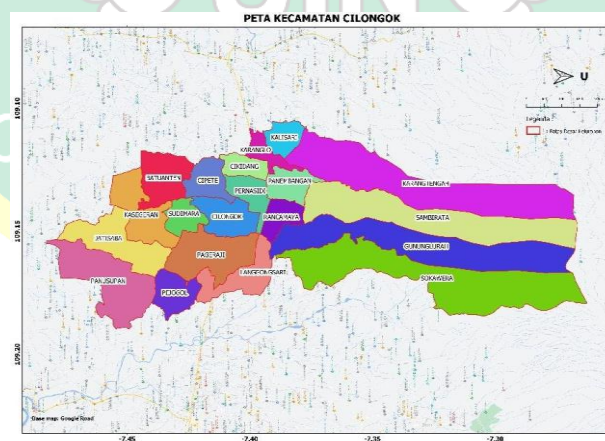 PETA KECAMATAN CILONGOK
U
109.10
Legenda
KALISARI
KARANGLO
CIKIDANG
BATUANTEN
CIPETE
PANEMBANGAN
KARANGTENGAH
PERNASIDI
KASEGERAN
SUDIMARA
CILONGOK
RANCAMAYA
SAMBIRATA
109.15
JATISABA
GUNUNGLURAH
PAGERAJI
LANGGONGSARI
SOKAWERA
PANUSUPAN
PEJOGOL
109.20
Base map: Google Road
-7.45
-7.40
-7.35
-7.30